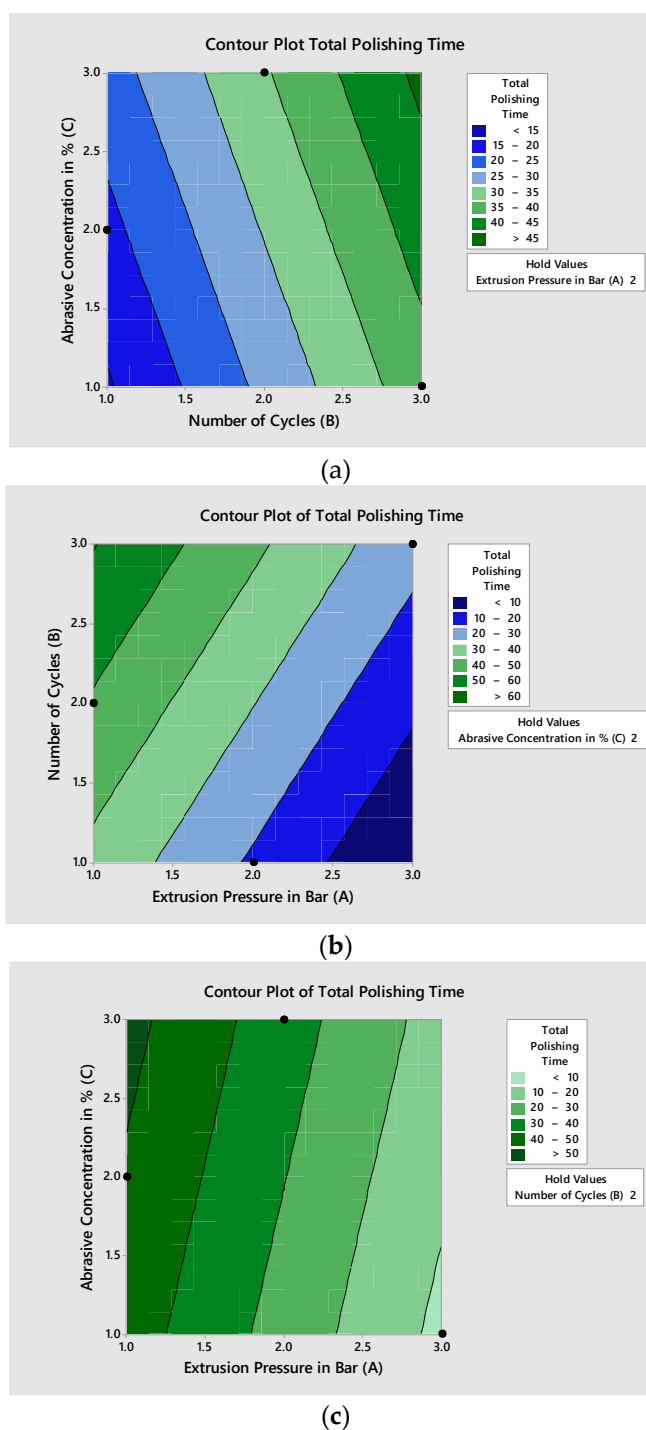 Contour Plot Total Polishing Time
Abrasive Concentration in % (C)
3.0
2.5
2.0
1.5
1.0
1.0 1.5 2.0 2.5 3.0
Number of Cycles (B)
Total
Polishing
Time
< 15
15 – 20
20 – 25
25 – 30
30 – 35
35 – 40
40 – 45
> 45
Hold Values
Extrusion Pressure in Bar (A) 2
(a)
Contour Plot of Total Polishing Time
Number of Cycles (B)
3.0
2.5
2.0
1.5
1.0
1.0 1.5 2.0 2.5 3.0
Extrusion Pressure in Bar (A)
Total
Polishing
Time
< 10
10 – 20
20 – 30
30 – 40
40 – 50
50 – 60
> 60
Hold Values
Abrasive Concentration in % (C) 2
(b)
Contour Plot of Total Polishing Time
Abrasive Concentration in % (C)
3.0
2.5
2.0
1.5
1.0
1.0 1.5 2.0 2.5 3.0
Extrusion Pressure in Bar (A)
Total
Polishing
Time
< 10
10 – 20
20 – 30
30 – 40
40 – 50
> 50
Hold Values
Number of Cycles (B) 2
(c)